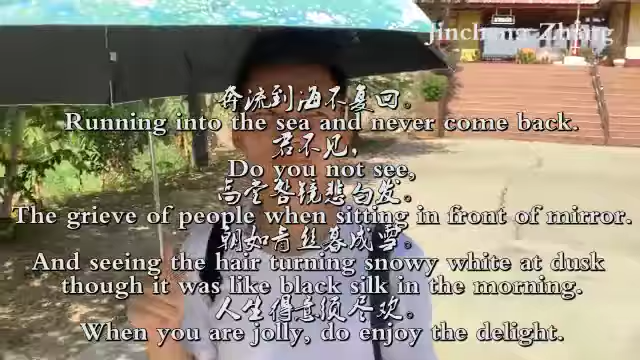 Jincheng Zhang
奔流到海不复回。
Running into the sea and never come back.
君不见,
Do you not see,
高堂明镜悲白发。
The grieve of people when sitting in front of mirror.
朝如青丝暮成雪。
And seeing the hair turning snowy white at dusk
though it was like black silk in the morning.
人生得意须尽欢。
When you are jolly, do enjoy the delight.